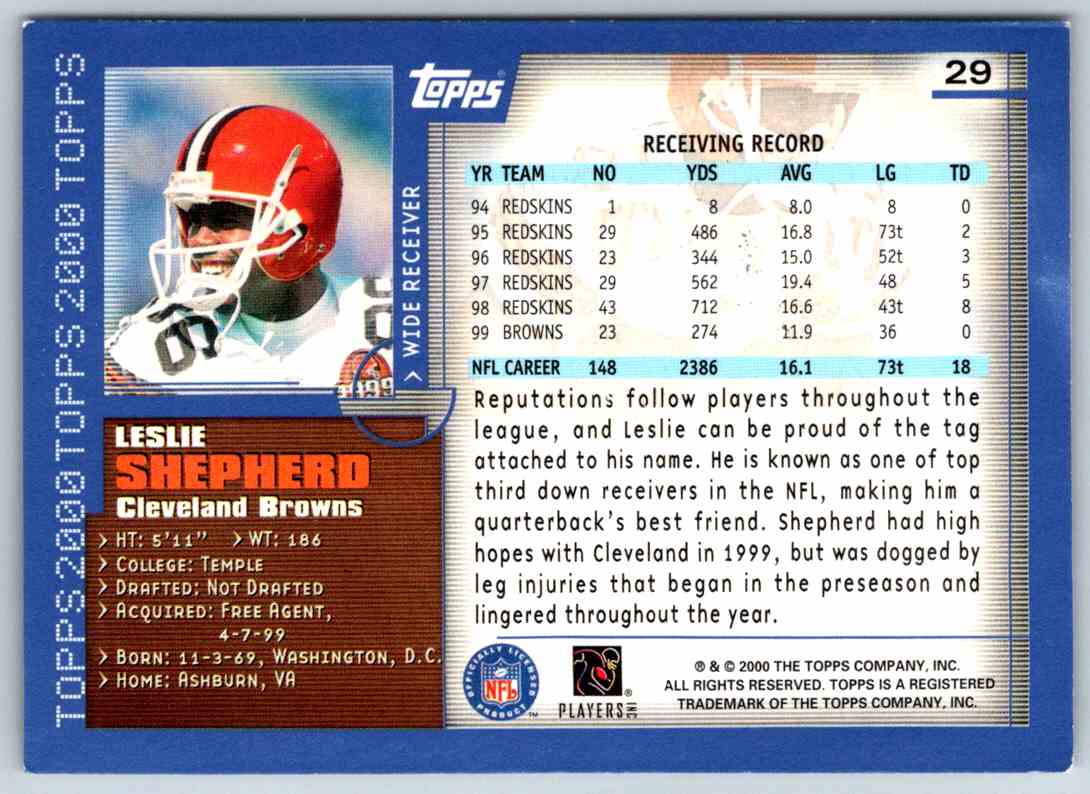 TOPPS 2000 TOPPS 2000 TOPPS 2000 TOPPS
TOPPS®
29
WIDE RECEIVER
RECEIVING RECORD
YR TEAM NO YDS AVG LG TD
94 REDSKINS 1 8 8.0 8 0
95 REDSKINS 29 486 16.8 73t 2
96 REDSKINS 23 344 15.0 52t 3
97 REDSKINS 29 562 19.4 48 5
98 REDSKINS 43 712 16.6 43t 8
99 BROWNS 23 274 11.9 36 0
NFL CAREER 148 2386 16.1 73t 18
Reputations follow players throughout the
league, and Leslie can be proud of the tag
attached to his name. He is known as one of top
third down receivers in the NFL, making him a
quarterback's best friend. Shepherd had high
hopes with Cleveland in 1999, but was dogged by
leg injuries that began in the preseason and
lingered throughout the year.
1999
LESLIE
SHEPHERD
Cleveland Browns
> HT: 5'11" > WT: 186
> COLLEGE: TEMPLE
> DRAFTED: NOT DRAFTED
> ACQUIRED: FREE AGENT,
4-7-99
> BORN: 11-3-69, WASHINGTON, D.C.
> HOME: ASHBURN, VA
OFFICIALLY LICENSED
NFL
PRODUCT
™
PLAYERS INC ®
® & © 2000 THE TOPPS COMPANY, INC.
ALL RIGHTS RESERVED. TOPPS IS A REGISTERED
TRADEMARK OF THE TOPPS COMPANY, INC.